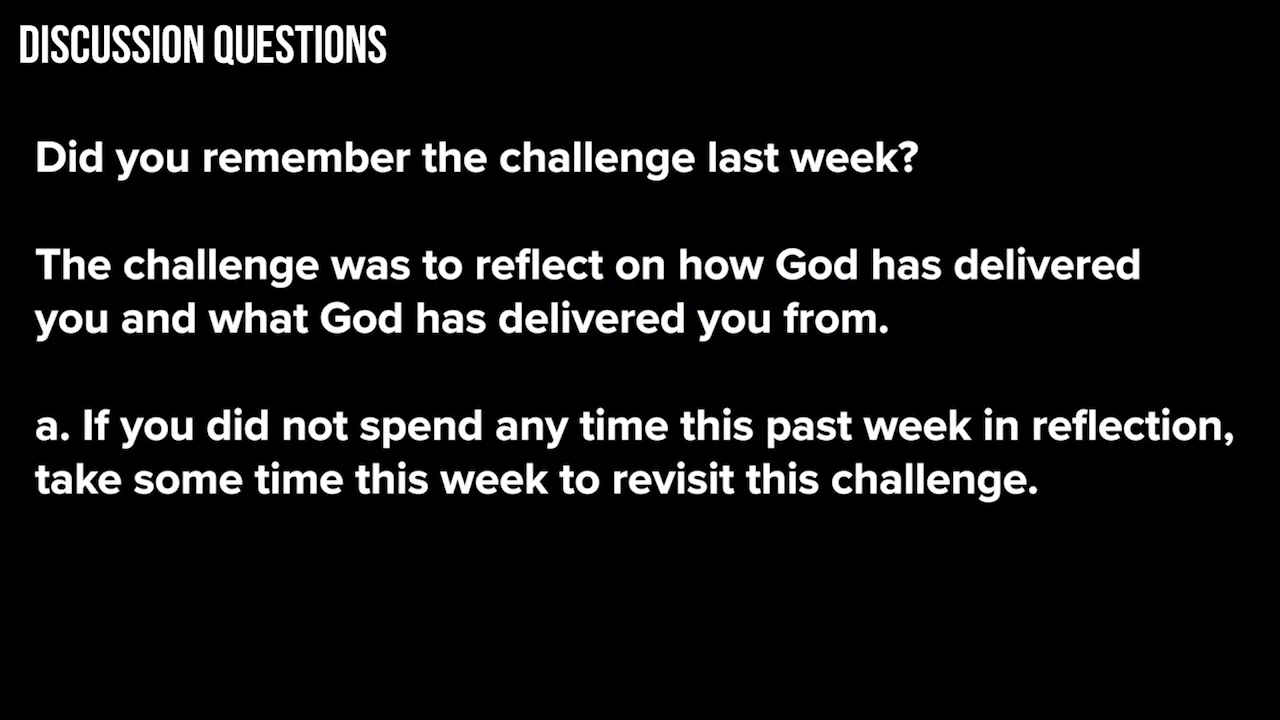 DISCUSSION QUESTIONS
Did you remember the challenge last week?
The challenge was to reflect on how God has delivered
you and what God has delivered you from.
a. If you did not spend any time this past week in reflection,
take some time this week to revisit this challenge.